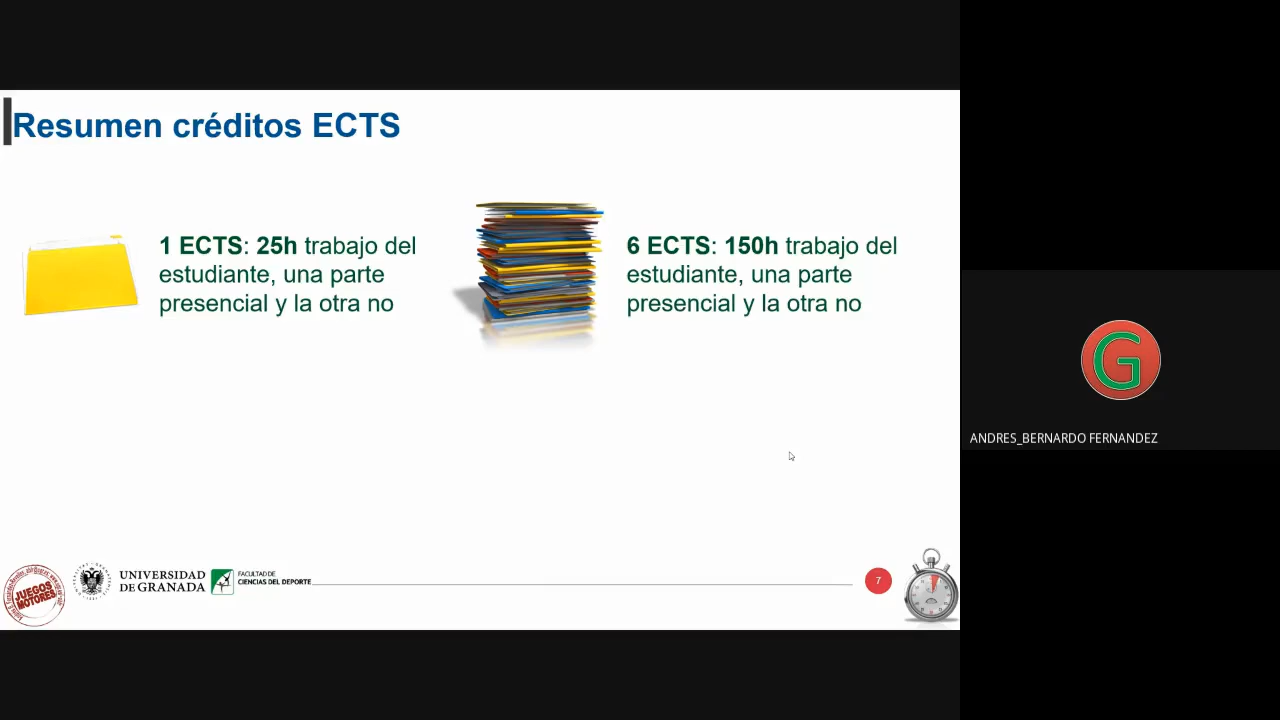 Resumen créditos ECTS
1 ECTS: 25h trabajo del
estudiante, una parte
presencial y la otra no
6 ECTS: 150h trabajo del
estudiante, una parte
presencial y la otra no
G
ANDRES_BERNARDO FERNANDEZ
JUEGOS
MOTORES
UNIVERSIDAD
DE GRANADA
FACULTAD DE
CIENCIAS DEL DEPORTE
7